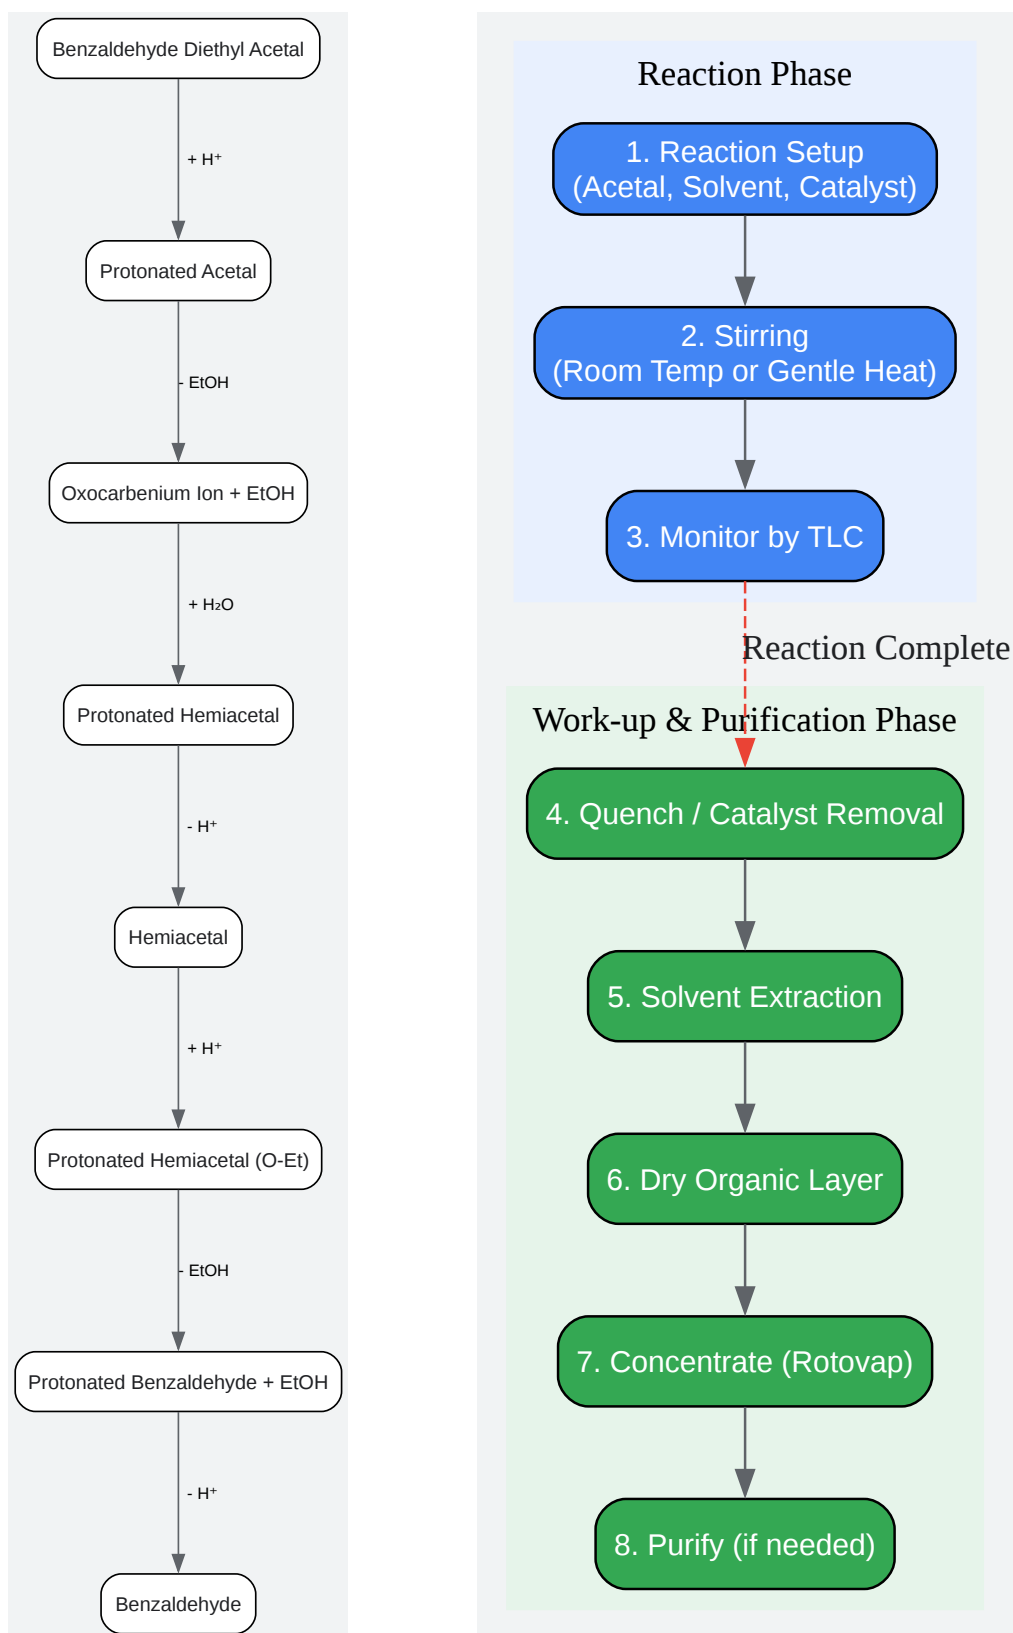 Benzaldehyde Diethyl Acetal
+ H⁺
Protonated Acetal
- EtOH
Oxocarbenium Ion + EtOH
+ H₂O
Protonated Hemiacetal
- H⁺
Hemiacetal
+ H⁺
Protonated Hemiacetal (O-Et)
- EtOH
Protonated Benzaldehyde + EtOH
- H⁺
Benzaldehyde
Reaction Phase
1. Reaction Setup
(Acetal, Solvent, Catalyst)
2. Stirring
(Room Temp or Gentle Heat)
3. Monitor by TLC
Reaction Complete
Work-up & Purification Phase
4. Quench / Catalyst Removal
5. Solvent Extraction
6. Dry Organic Layer
7. Concentrate (Rotovap)
8. Purify (if needed)